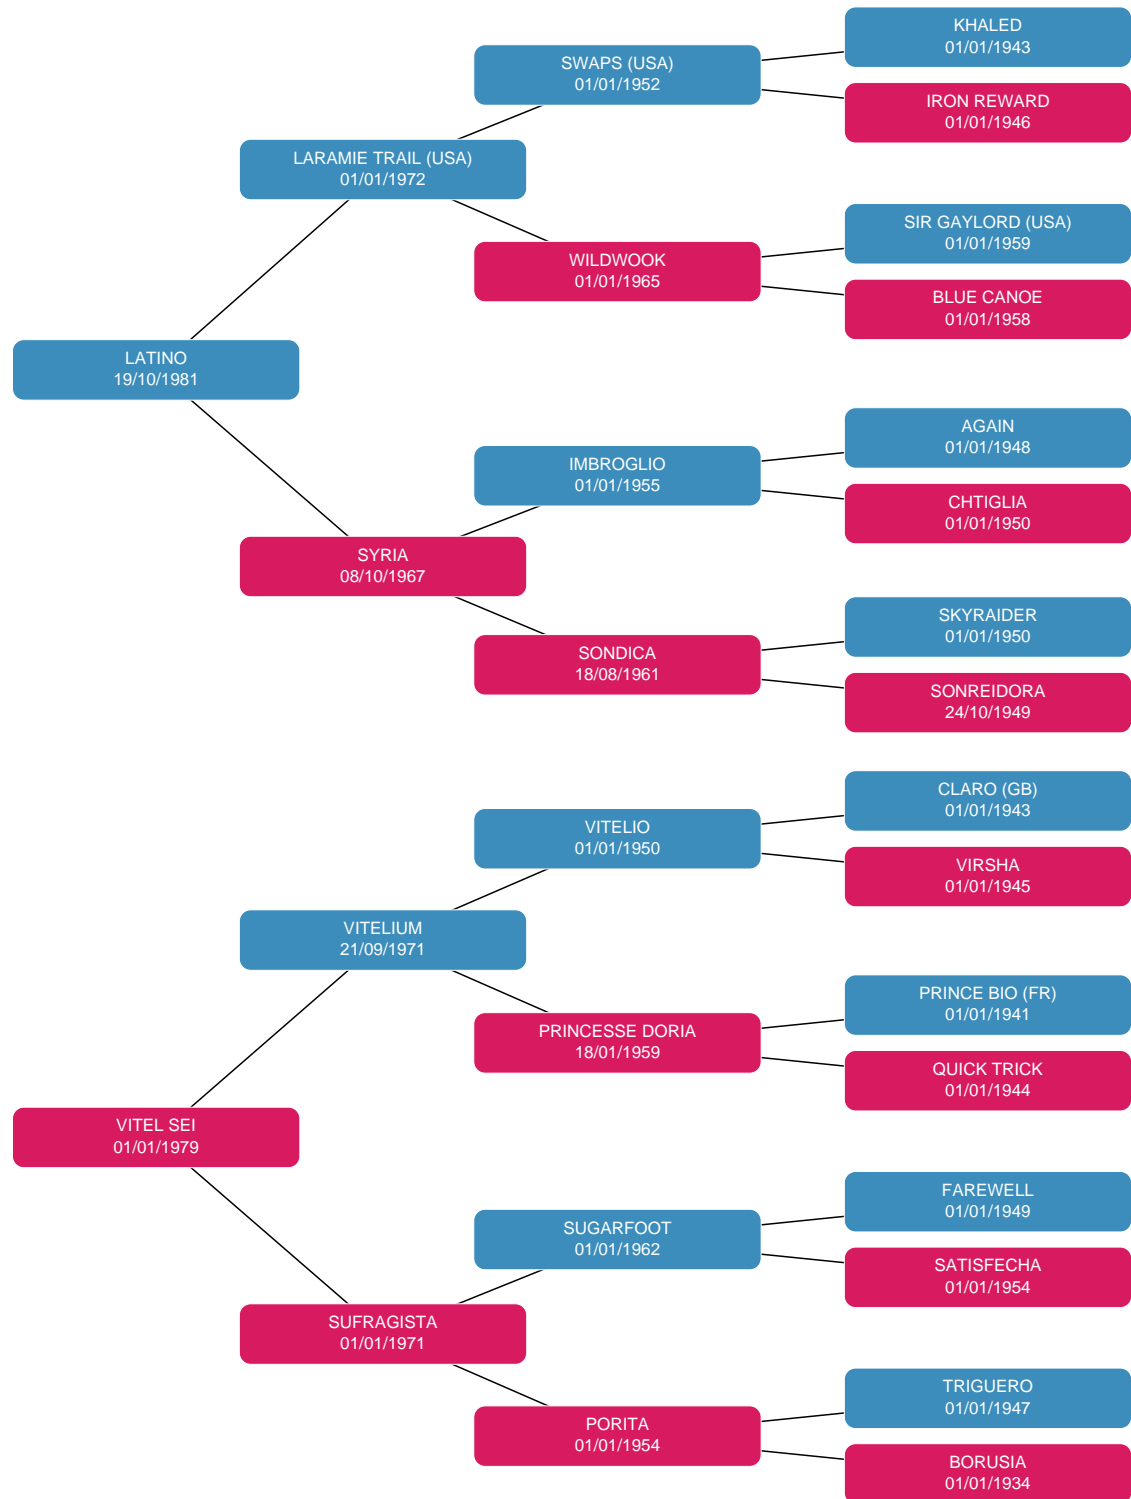 KHALED
01/01/1943
SWAPS (USA)
01/01/1952
IRON REWARD
01/01/1946
LARAMIE TRAIL (USA)
01/01/1972
SIR GAYLORD (USA)
01/01/1959
WILDWOOK
01/01/1965
BLUE CANOE
01/01/1958
LATINO
19/10/1981
AGAIN
01/01/1948
IMBROGLIO
01/01/1955
CHTIGLIA
01/01/1950
SYRIA
08/10/1967
SKYRAIDER
01/01/1950
SONDICA
18/08/1961
SONREIDORA
24/10/1949
CLARO (GB)
01/01/1943
VITELIO
01/01/1950
VIRSHA
01/01/1945
VITELIUM
21/09/1971
PRINCE BIO (FR)
01/01/1941
PRINCESSE DORIA
18/01/1959
QUICK TRICK
01/01/1944
VITEL SEI
01/01/1979
FAREWELL
01/01/1949
SUGARFOOT
01/01/1962
SATISFECHA
01/01/1954
SUFRAGISTA
01/01/1971
TRIGUERO
01/01/1947
PORITA
01/01/1954
BORUSIA
01/01/1934